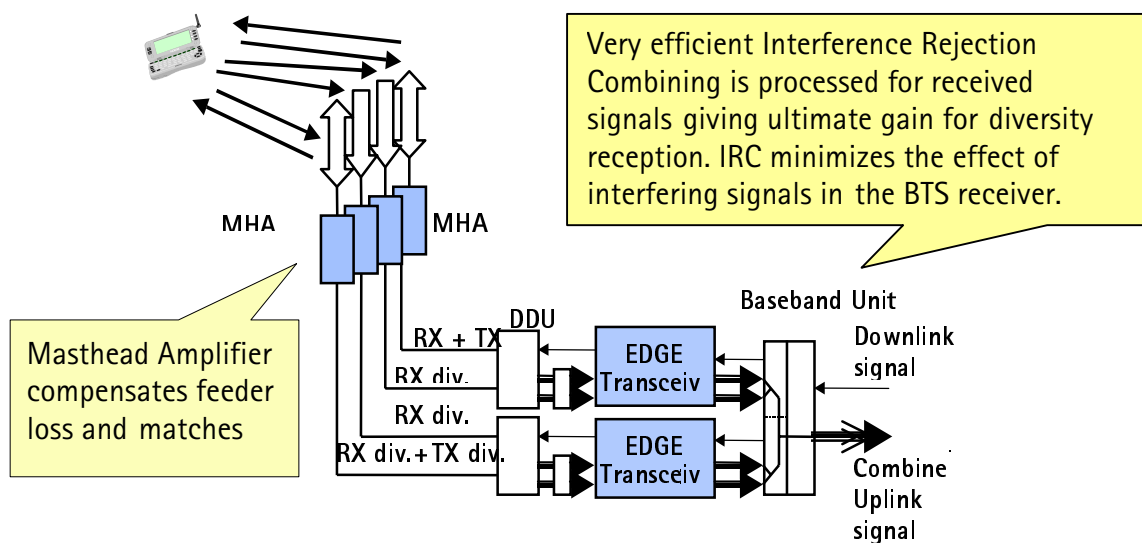 Very efficient Interference Rejection
Combining is processed for received
signals giving ultimate gain for diversity
reception. IRC minimizes the effect of
interfering signals in the BTS receiver.
MHA
MHA
Baseband Unit
Masthead Amplifier
compensates feeder
loss and matches
DDU
RX + TX
RX div.
RX div.
RX div.+TX div.
EDGE
Transceiv
EDGE
Transceiv
Downlink
signal
Combine
Uplink
signal